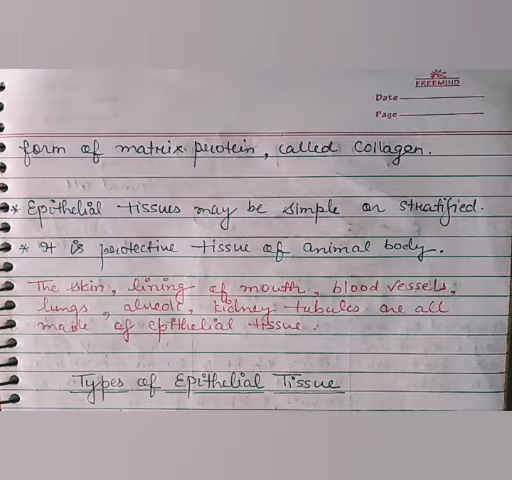 FREEMIND
Date
Page
form of matrix protein, called Collagen.
* Epithelial tissues may be simple or stratified.
* It is protective tissue of animal body.
The skin, lining of mouth, blood vessels,
lungs, alveoli, kidney tubules are all
made of epithelial tissue.
Types of Epithelial Tissue